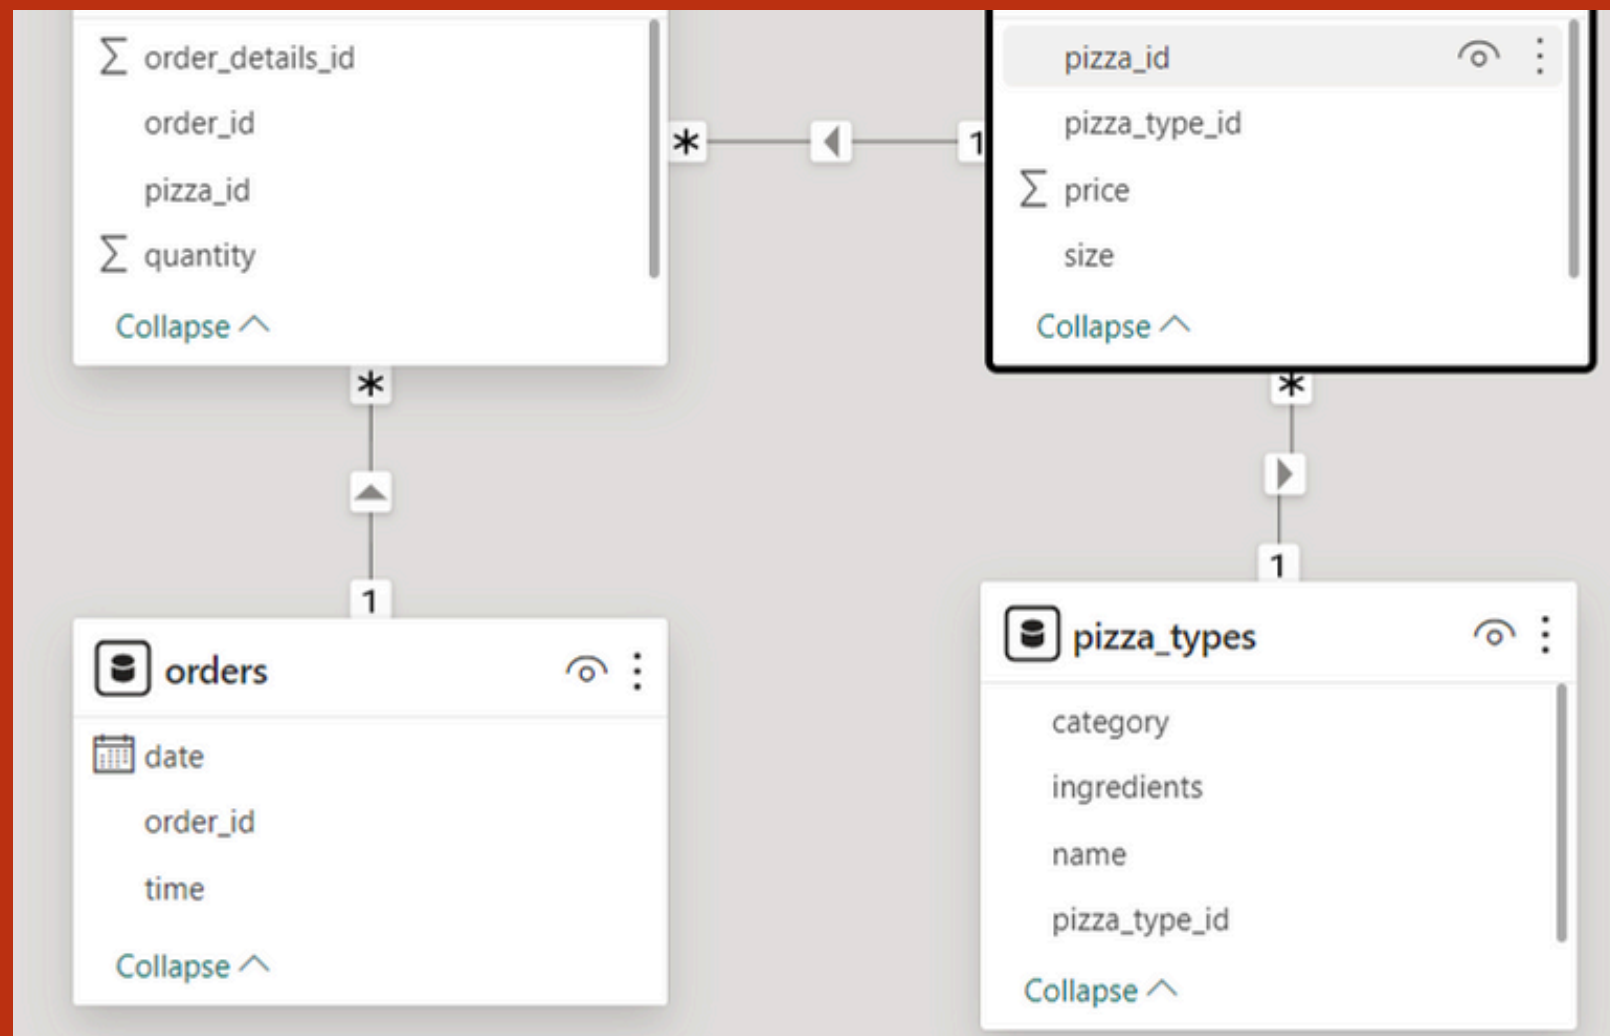 order_details_id
order_id
pizza_id
quantity
Collapse
* 1
pizza_id
pizza_type_id
price
size
Collapse
*
1
orders
date
order_id
time
Collapse
*
1
pizza_types
category
ingredients
name
pizza_type_id
Collapse